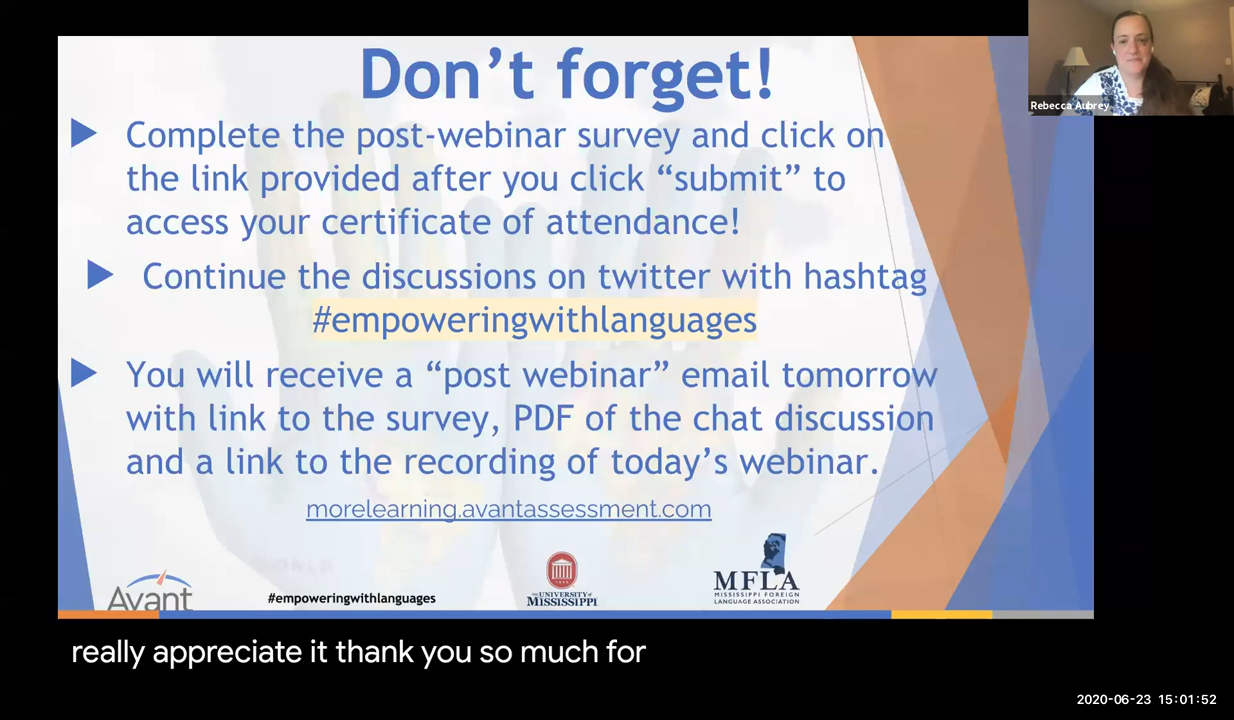 Don’t forget!
Rebecca Aubrey
Complete the post-webinar survey and click on
the link provided after you click “submit” to
access your certificate of attendance!
Continue the discussions on twitter with hashtag
#empoweringwithlanguages
You will receive a “post webinar” email tomorrow
with link to the survey, PDF of the chat discussion
and a link to the recording of today’s webinar.
morelearning.avantassessment.com
Avant
#empoweringwithlanguages
THE UNIVERSITY of
MISSISSIPPI
MFLA
MISSISSIPPI FOREIGN
LANGUAGE ASSOCIATION
really appreciate it thank you so much for
2020-06-23 15:01:52